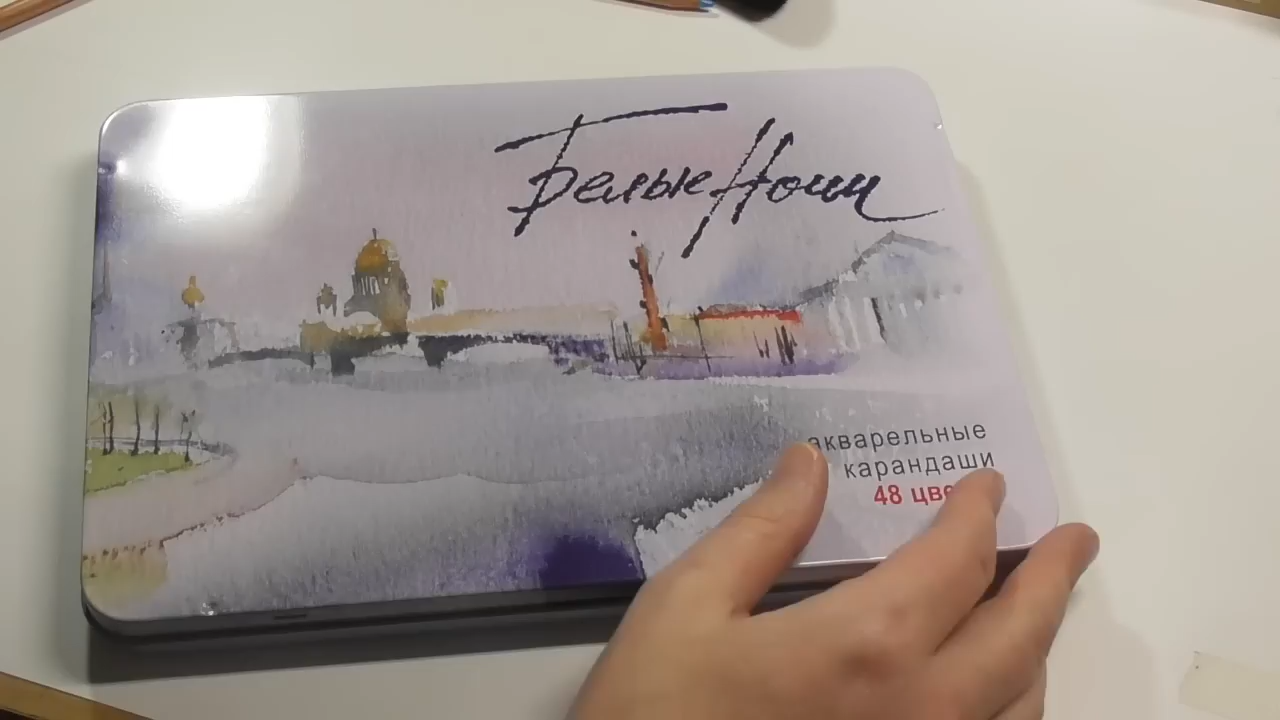 Белые Ночи
акварельные
карандаши
48